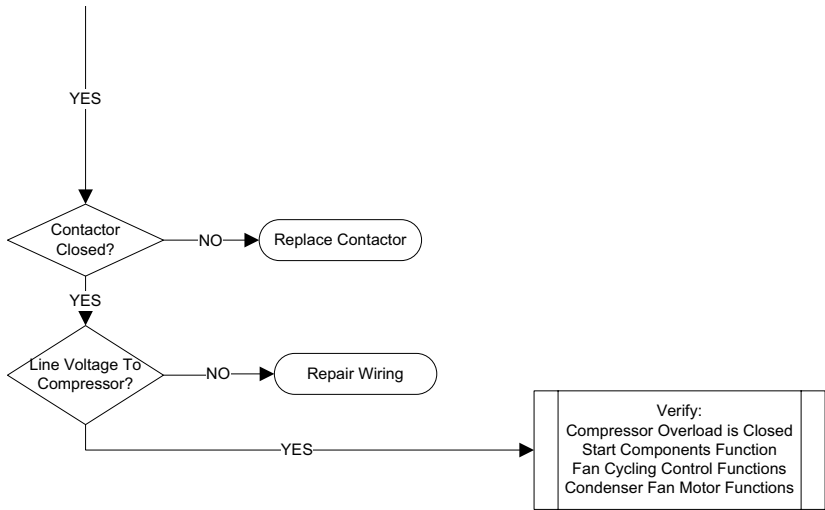 YES
Contactor
Closed?
NO
Replace Contactor
YES
Line Voltage To
Compressor?
NO
Repair Wiring
YES
Verify:
Compressor Overload is Closed
Start Components Function
Fan Cycling Control Functions
Condenser Fan Motor Functions